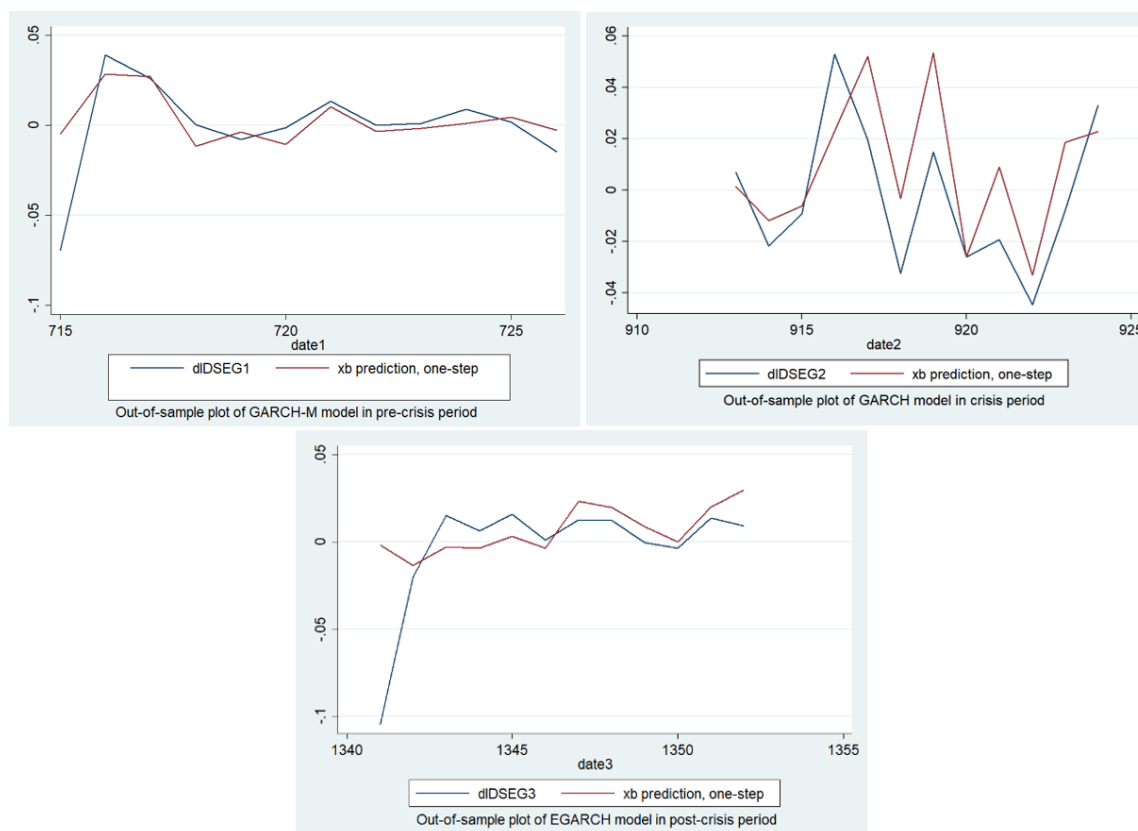 .05
0
-.05
-.1
715
720
725
date1
dlDSEG1
xb prediction, one-step
Out-of-sample plot of GARCH-M model in pre-crisis period
.06
.04
.02
0
-.02
-.04
910
915
920
925
date2
dlDSEG2
xb prediction, one-step
Out-of-sample plot of GARCH model in crisis period
.05
0
-.05
-.1
1340
1345
1350
1355
date3
dlDSEG3
xb prediction, one-step
Out-of-sample plot of EGARCH model in post-crisis period